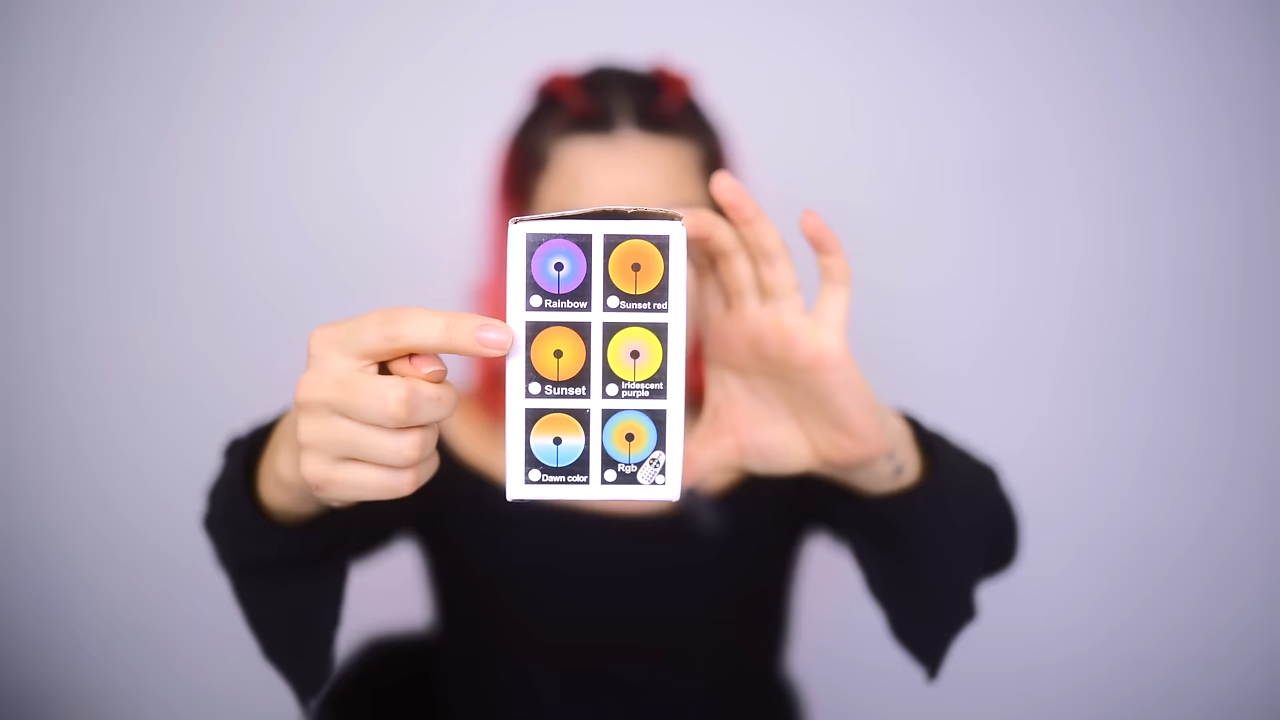 Rainbow
Sunset red
Sunset
Iridescent
purple
Dawn color
Rgb